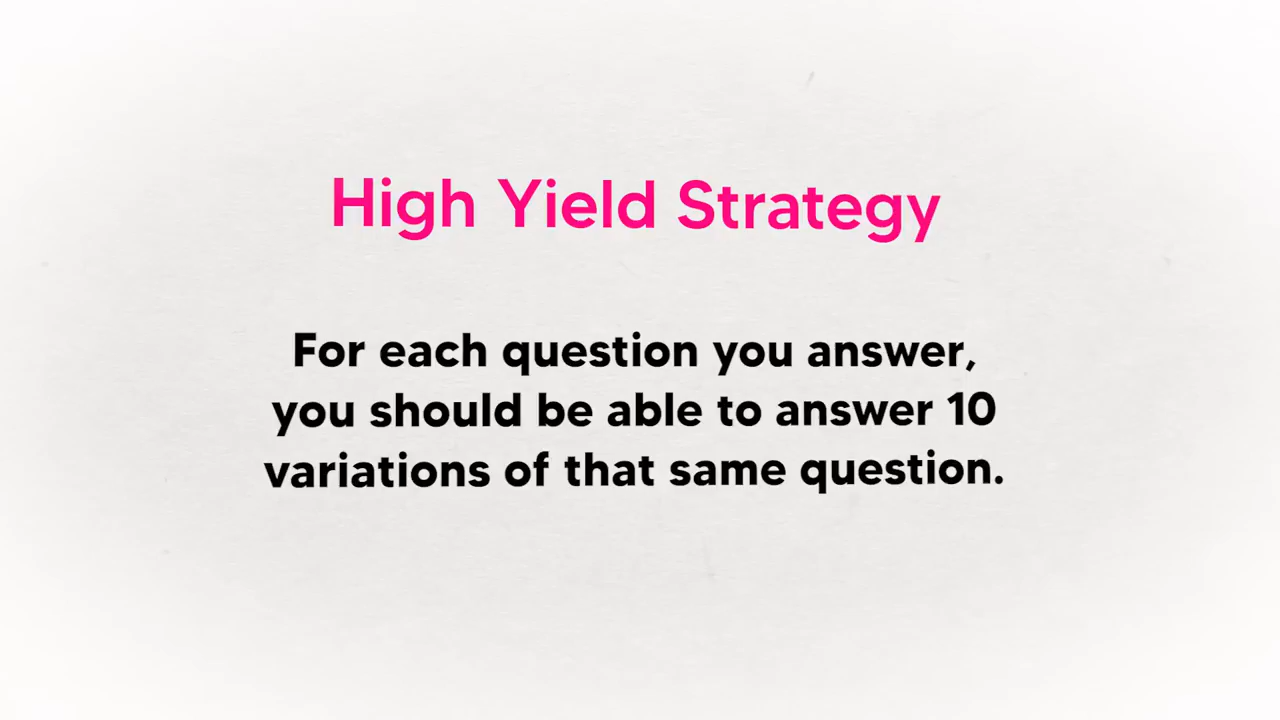 High Yield Strategy
For each question you answer,
you should be able to answer 10
variations of that same question.